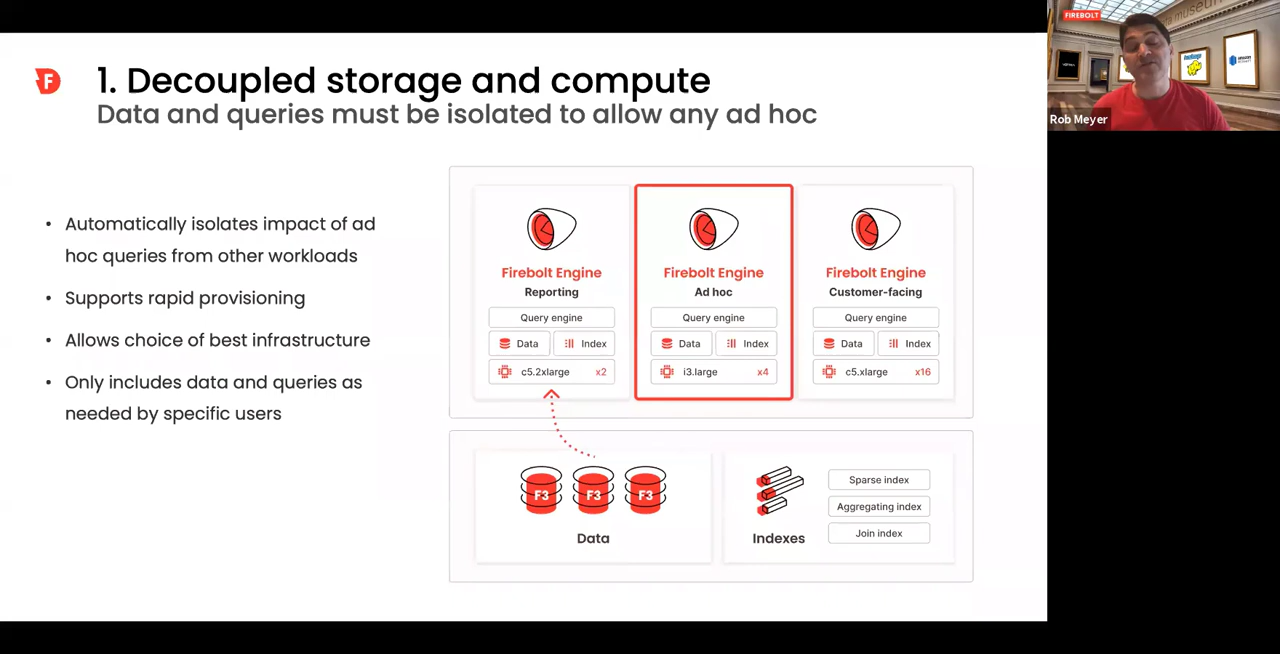 F
1. Decoupled storage and compute
Data and queries must be isolated to allow any ad hoc
• Automatically isolates impact of ad
hoc queries from other workloads
• Supports rapid provisioning
• Allows choice of best infrastructure
• Only includes data and queries as
needed by specific users
Firebolt Engine
Reporting
Query engine
Data
Index
c5.2xlarge
x2
Firebolt Engine
Ad hoc
Query engine
Data
Index
i3.large
x4
Firebolt Engine
Customer-facing
Query engine
Data
Index
c5.xlarge
x16
F3
F3
F3
Data
Indexes
Sparse index
Aggregating index
Join index
FIREBOLT
Rob Meyer